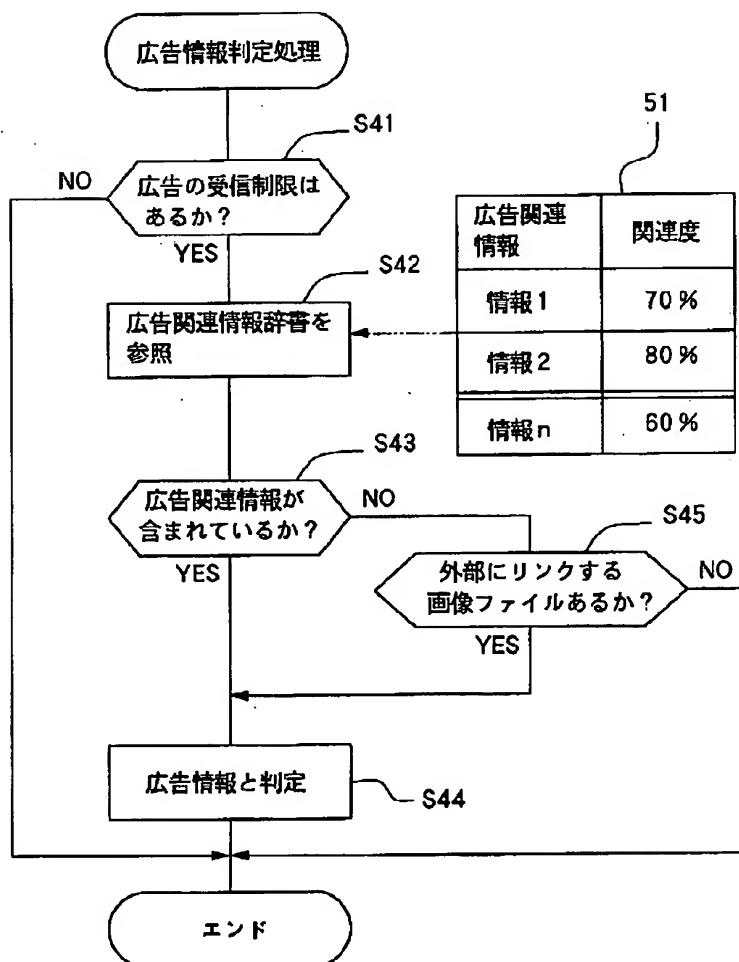 広告情報判定処理
S41
NO
広告の受信制限は
あるか？
YES
S42
広告関連情報辞書を
参照
51
広告関連
情報
関連度
情報1
70%
情報2
80%
情報n
60%
S43
広告関連情報が
含まれているか？
NO
YES
S45
外部にリンクする
画像ファイルあるか？
NO
YES
広告情報と判定
S44
エンド